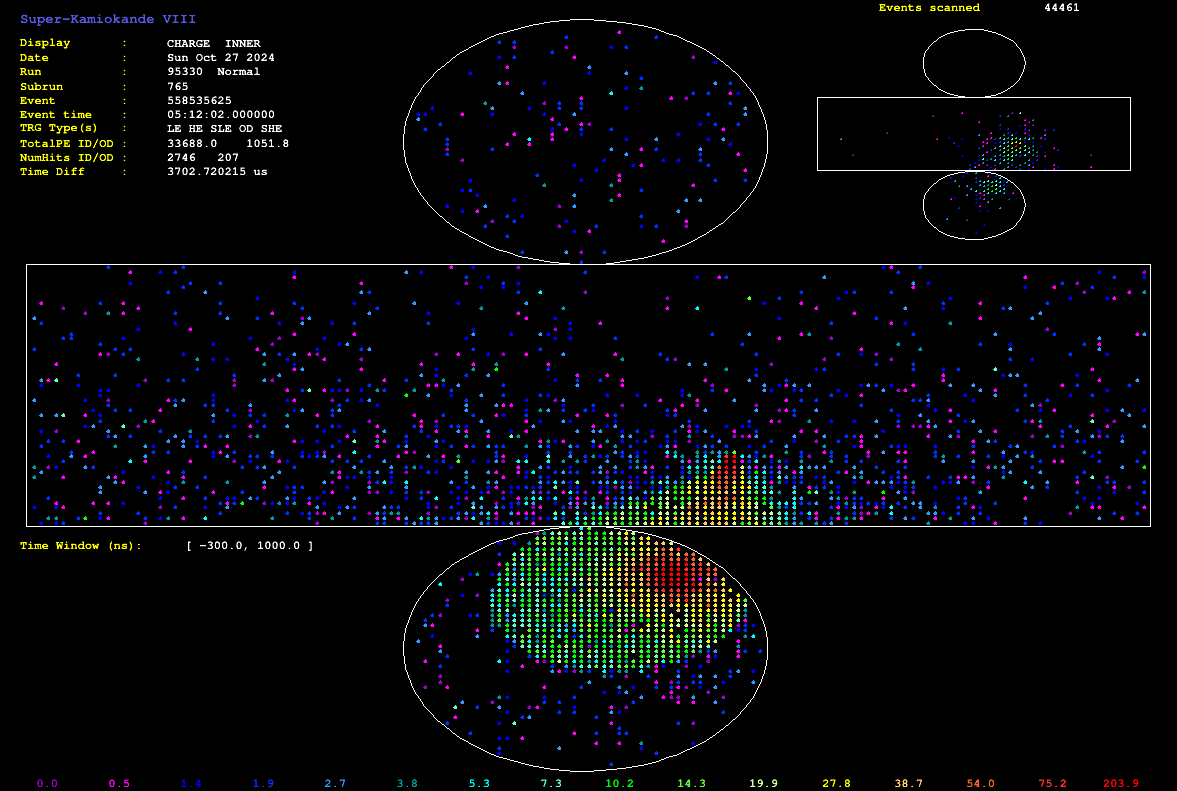 Super-Kamiokande VIII
Events scanned 44461
Display : CHARGE INNER
Date : Sun Oct 27 2024
Run : 95330 Normal
Subrun : 765
Event : 558535625
Event time : 05:12:02.000000
TRG Type(s) : LE HE SLE OD SHE
TotalPE ID/OD : 33688.0 1051.8
NumHits ID/OD : 2746 207
Time Diff : 3702.720215 us
Time Window (ns): [ -300.0, 1000.0 ]
0.0 0.5 1.4 1.9 2.7 3.8 5.3 7.3 10.2 14.3 19.9 27.8 38.7 54.0 75.2 203.9